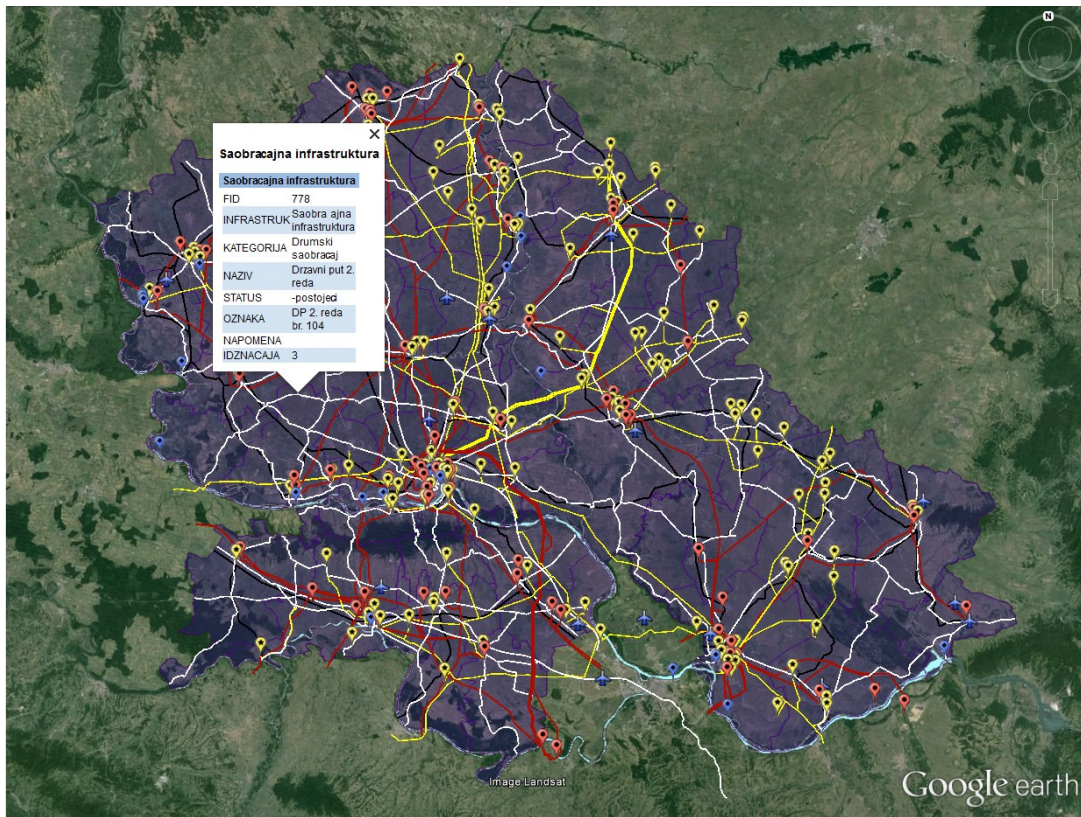 N
Saobracajna infrastruktura
Saobracajna infrastruktura
FID 778
INFRASTRUK Saobra ajna
infrastruktura
KATEGORIJA Drumski
saobracaj
NAZIV Drzavni put 2.
reda
STATUS -postojeci
OZNAKA DP 2. reda
br. 104
NAPOMENA
IDZNACAJA 3
Image Landsat
Google earth